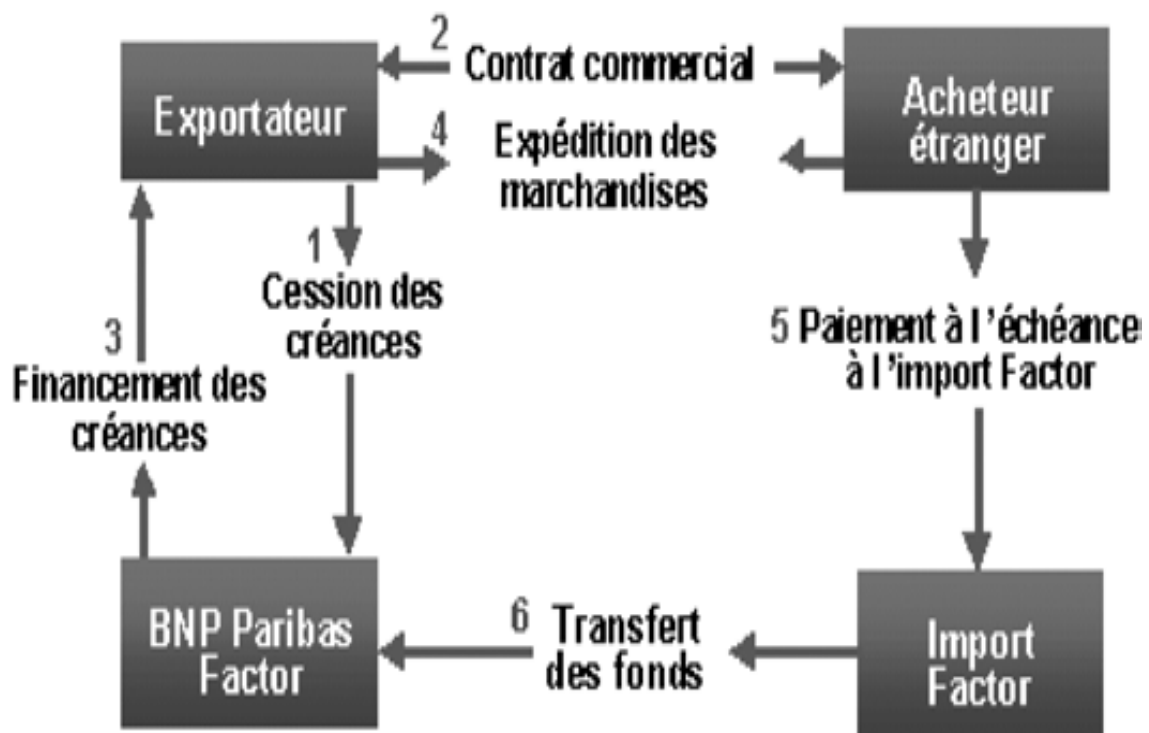 2
Contrat commercial
Exportateur
Acheteur
étranger
4
Expédition des
marchandises
1
Cession des
créances
3
Financement des
créances
5 Paiement à l'échéance
à l'import Factor
BNP Paribas
Factor
6
Transfert
des fonds
Import
Factor